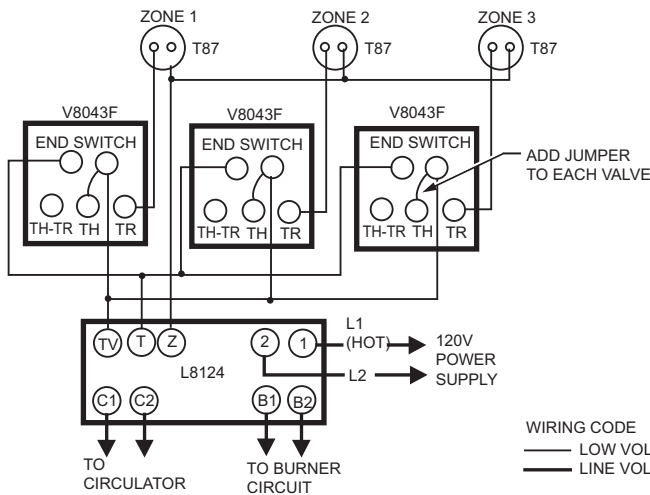 ZONE 1
ZONE 2
ZONE 3
T87
T87
T87
V8043F
V8043F
V8043F
END SWITCH
END SWITCH
END SWITCH
ADD JUMPER
TO EACH VALVE
TH-TR TH TR
TH-TR TH TR
TH-TR TH TR
L1
(HOT)
120V
POWER
SUPPLY
TV T Z 2 1
L8124
L2
C1 C2 B1 B2
TO
CIRCULATOR
TO BURNER
CIRCUIT
WIRING CODE
LOW VOL
LINE VOL